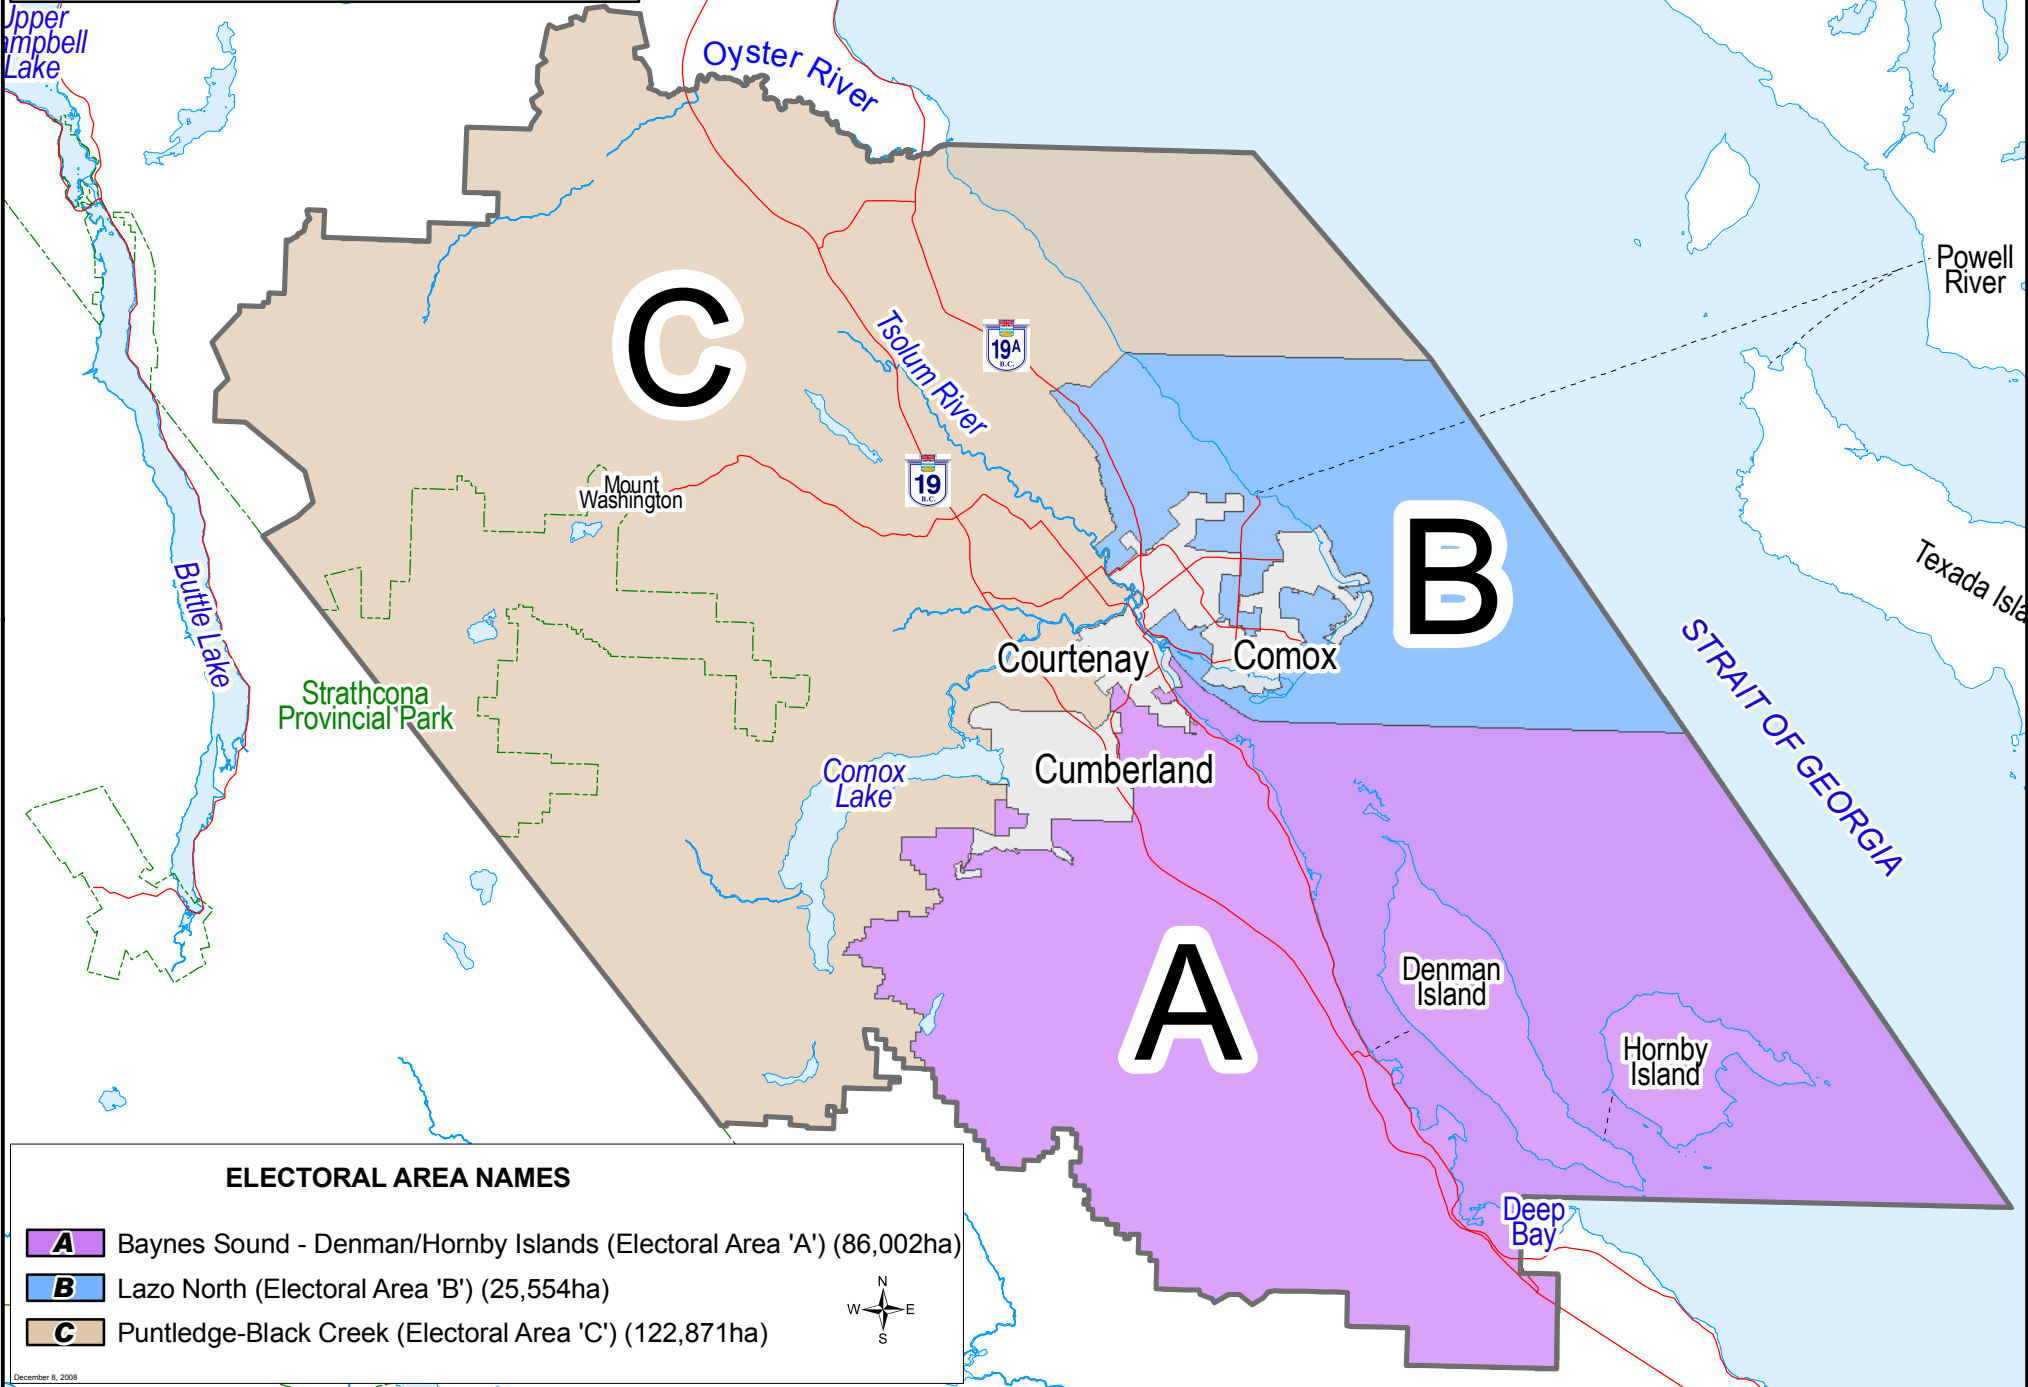 Upper
Campbell
Lake
Oyster River
Powell
River
Tsolum River
19A
B.C.
19
B.C.
Mount
Washington
Texada Isla
Buttle Lake
C
B
STRAIT OF GEORGIA
Courtenay
Comox
Strathcona
Provincial Park
Comox
Lake
Cumberland
A
Denman
Island
Hornby
Island
Deep
Bay
ELECTORAL AREA NAMES
A Baynes Sound - Denman/Hornby Islands (Electoral Area 'A') (86,002ha)
B Lazo North (Electoral Area 'B') (25,554ha)
C Puntledge-Black Creek (Electoral Area 'C') (122,871ha)
N
W E
S
December 8, 2008